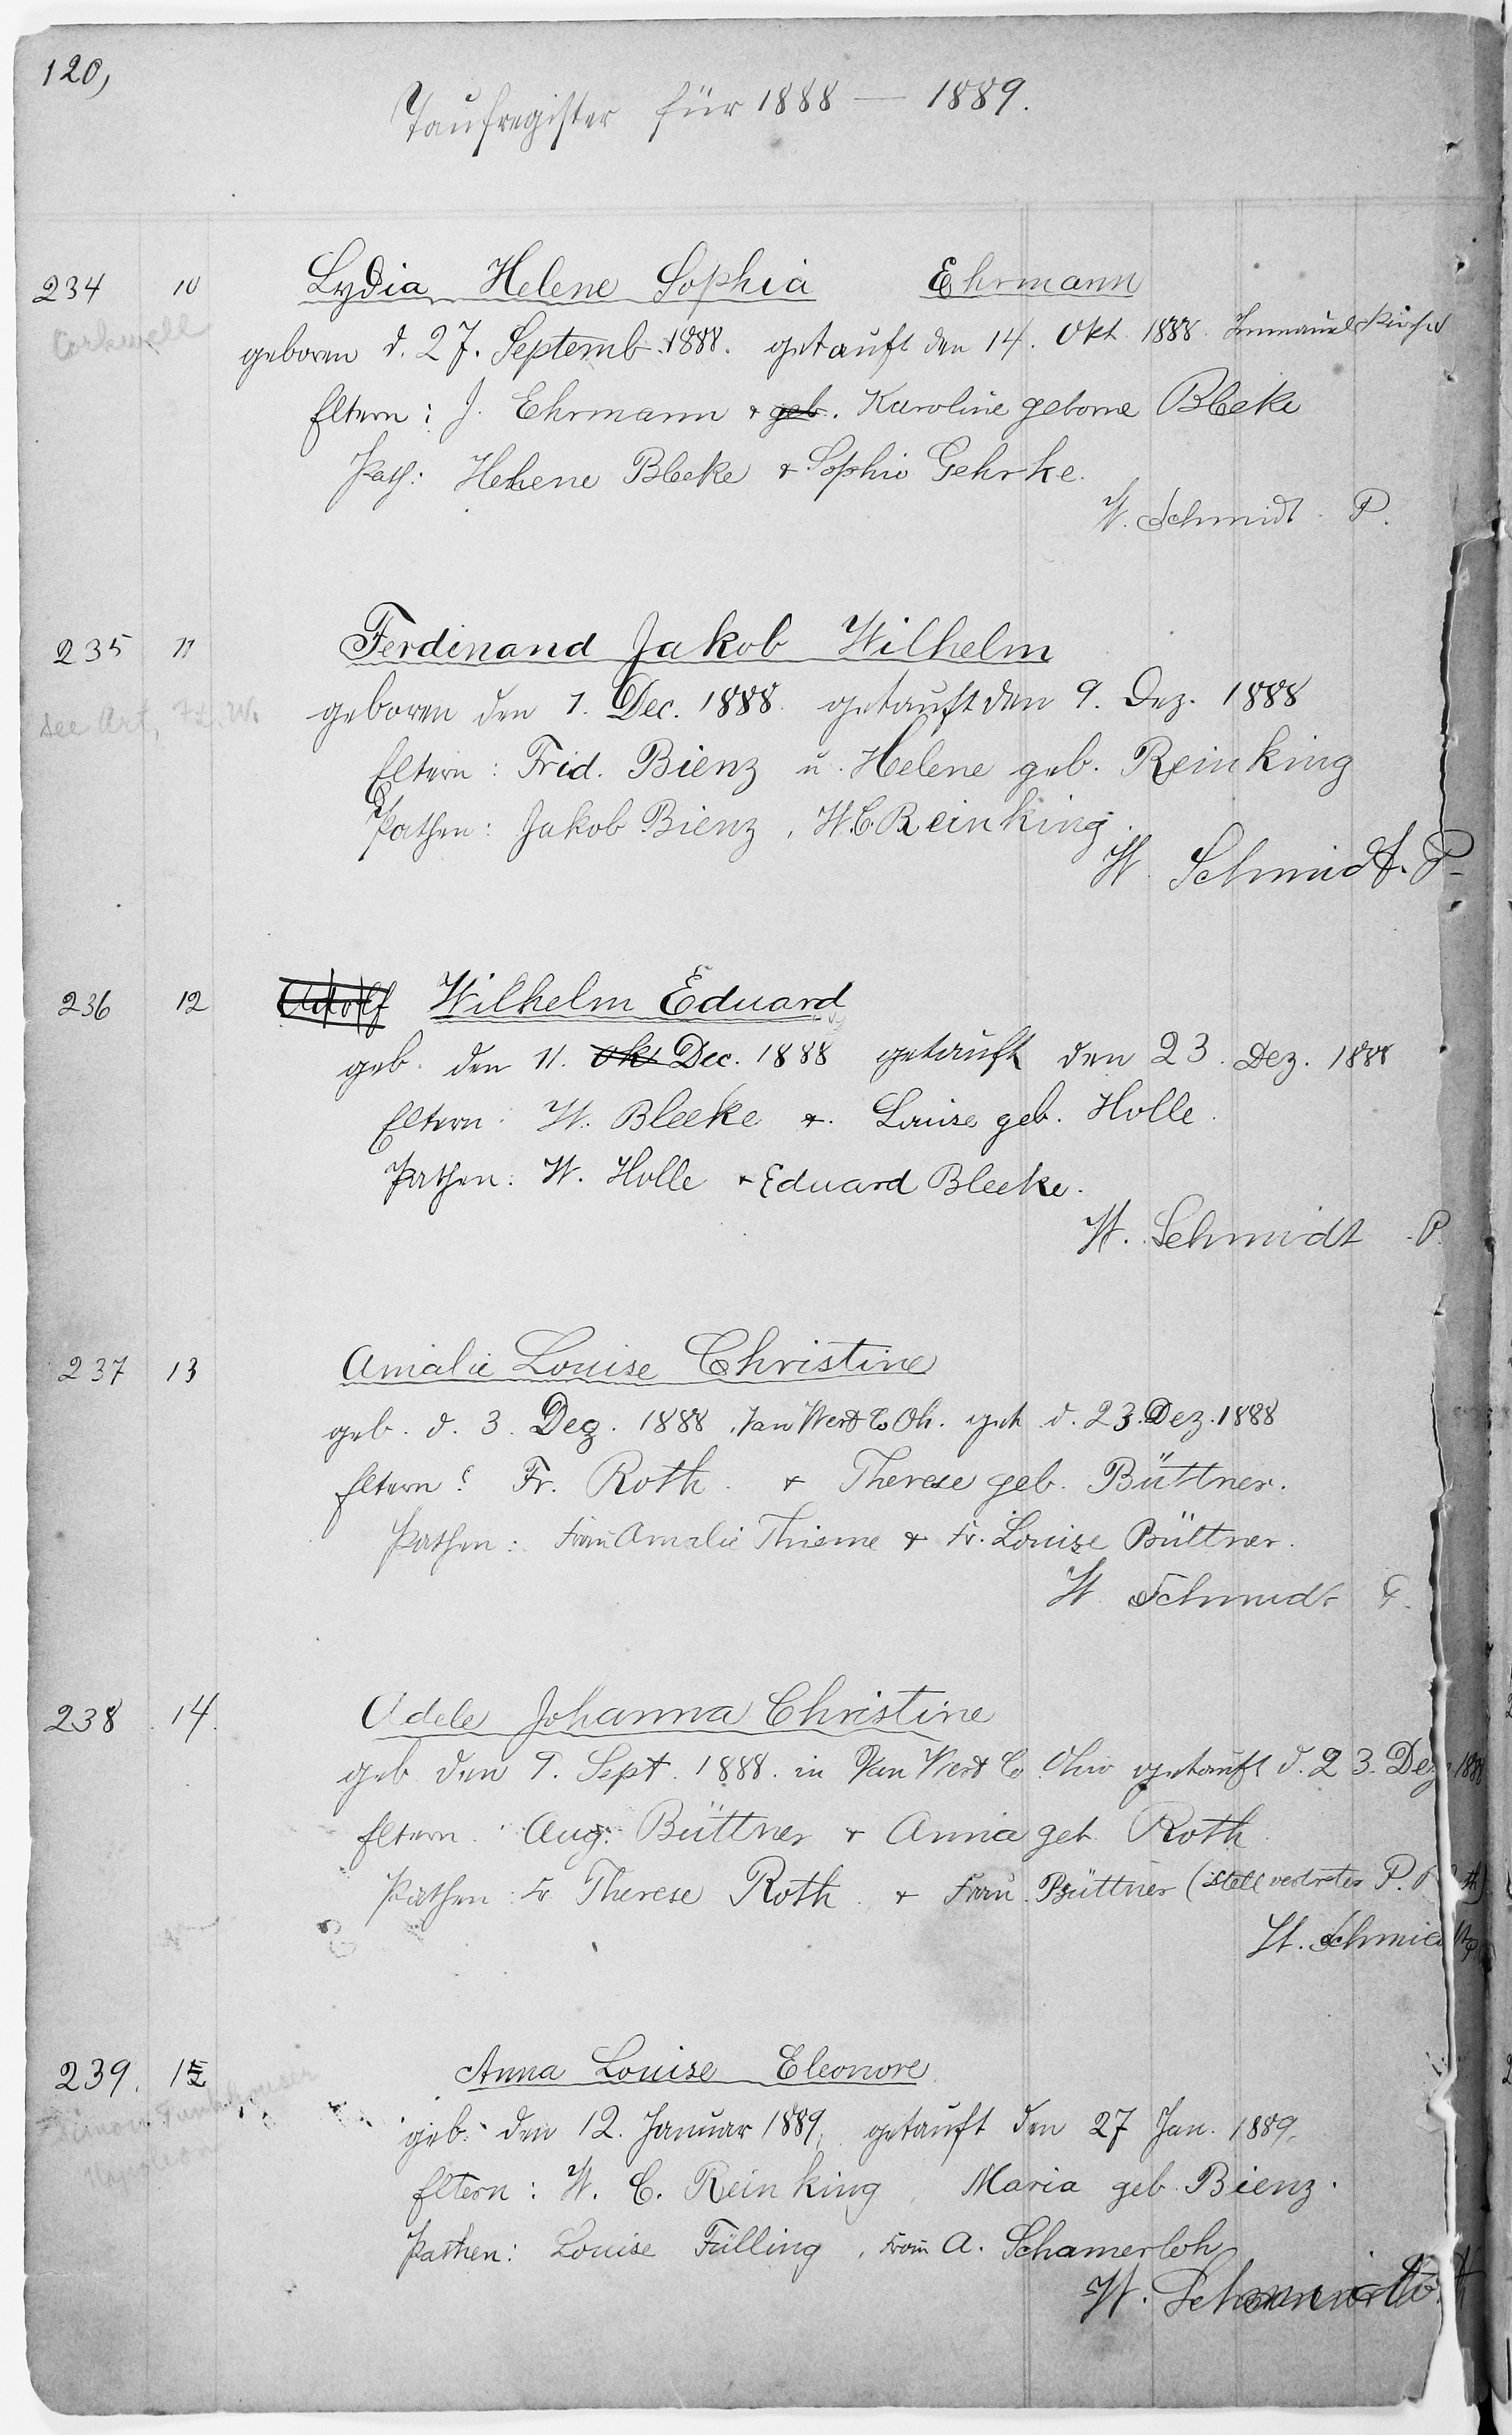 120,
Taufregister für 1888 — 1889.
234 10 Lydia Helene Sophia Ehrmann
Corkwell
geboren d. 27. Septemb. 1888. getauft den 14. Okt. 1888 Immanuels Kirche
Eltern: J. Ehrmann + geb. Karoline geborne Bleke
Path: Helene Bleke + Sophie Gehrke.
W. Schmidt P.
235 11 Ferdinand Jakob Wilhelm
see Art,
geboren den 1. Dec. 1888. getauft den 9. Dez. 1888
Eltern: Frid. Bienz u. Helene geb. Reinking
Pathen: Jakob Bienz, W.C. Reinking.
W. Schmidt. P.
236 12 Adolf Wilhelm Eduard
geb. den 11. Okt Dec. 1888 getauft den 23. Dez. 1888
Eltern: W. Bleeke +. Louise geb. Holle.
Pathen: W. Holle + Eduard Bleeke.
W. Schmidt P.
237 13 Amalie Louise Christine
geb. d. 3. Dez. 1888. Van Wert Co Oh. get d. 23. Dez. 1888
Eltern: Fr. Roth. + Therese geb. Büttner.
Pathen: Frau Amalie Thieme + Fr. Louise Büttner.
W. Schmidt P.
238 14. Adele Johanna Christine
geb den 9. Sept. 1888. in Van Wert Co Ohio getauft d. 23. Dez. 1888
Eltern: Aug. Büttner + Anna geb. Roth.
Pathen: Fr Therese Roth. + Frau Büttner (stellvertreter P.
W. Schmidt
239. 15 Anna Louise Eleonore
geb. den 12. Januar 1889. getauft den 27 Jan. 1889.
Napoleon
Eltern: W. C. Reinking, Maria geb. Bienz.
Pathen: Louise Fülling, Frau A. Schamerloh
W. Schmidt